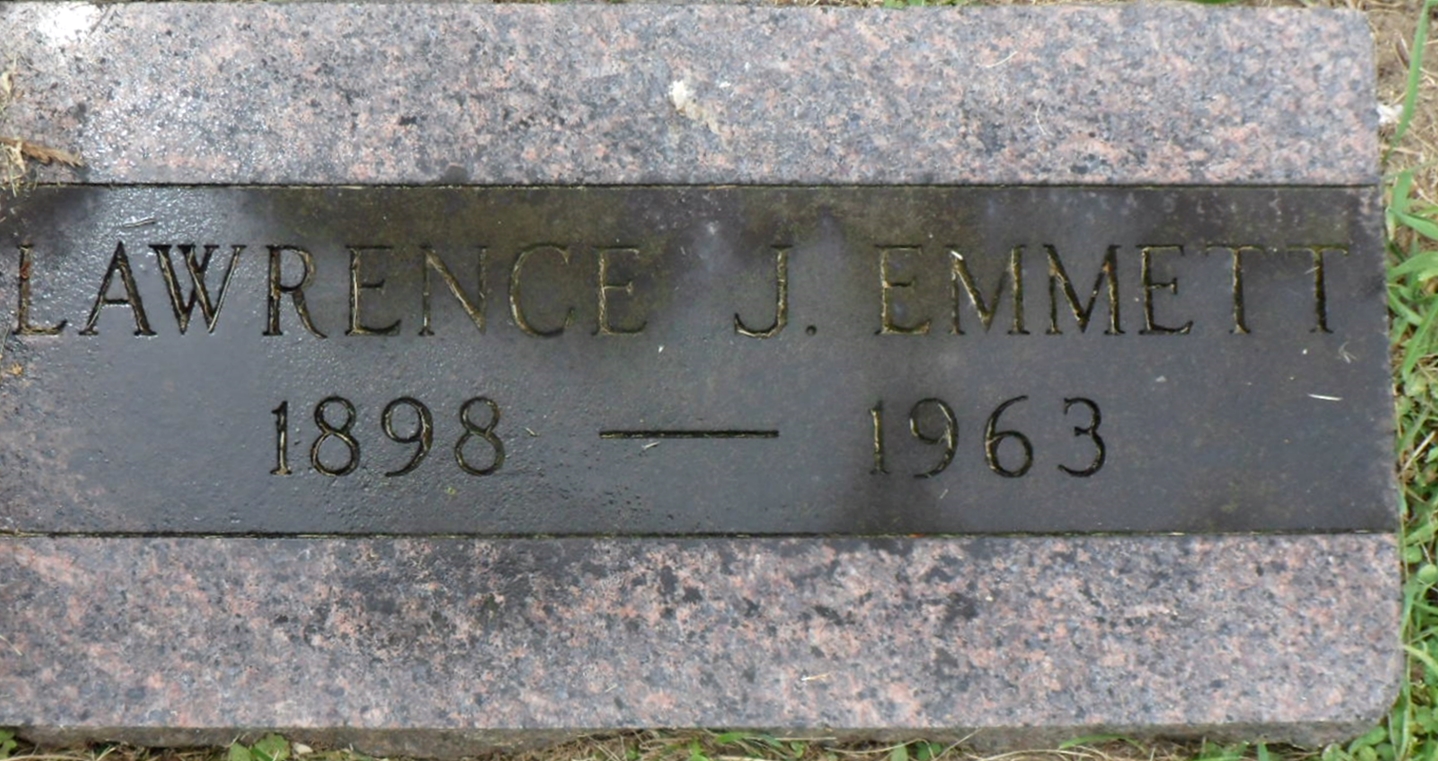 LAWRENCE J. EMMETT
1898 — 1963